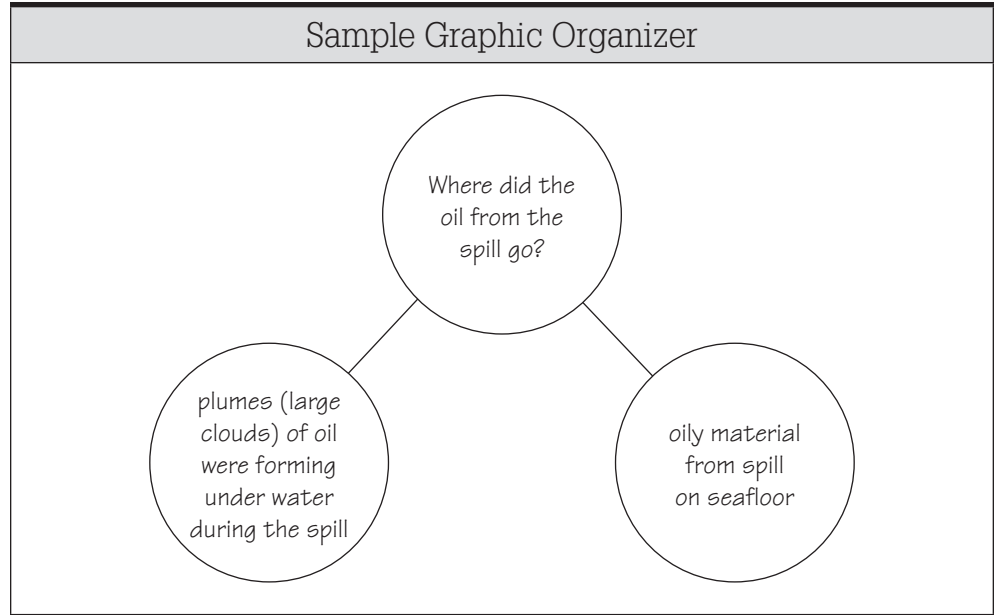 Sample Graphic Organizer
Where did the
oil from the
spill go?
plumes (large
clouds) of oil
were forming
under water
during the spill
oily material
from spill
on seafloor